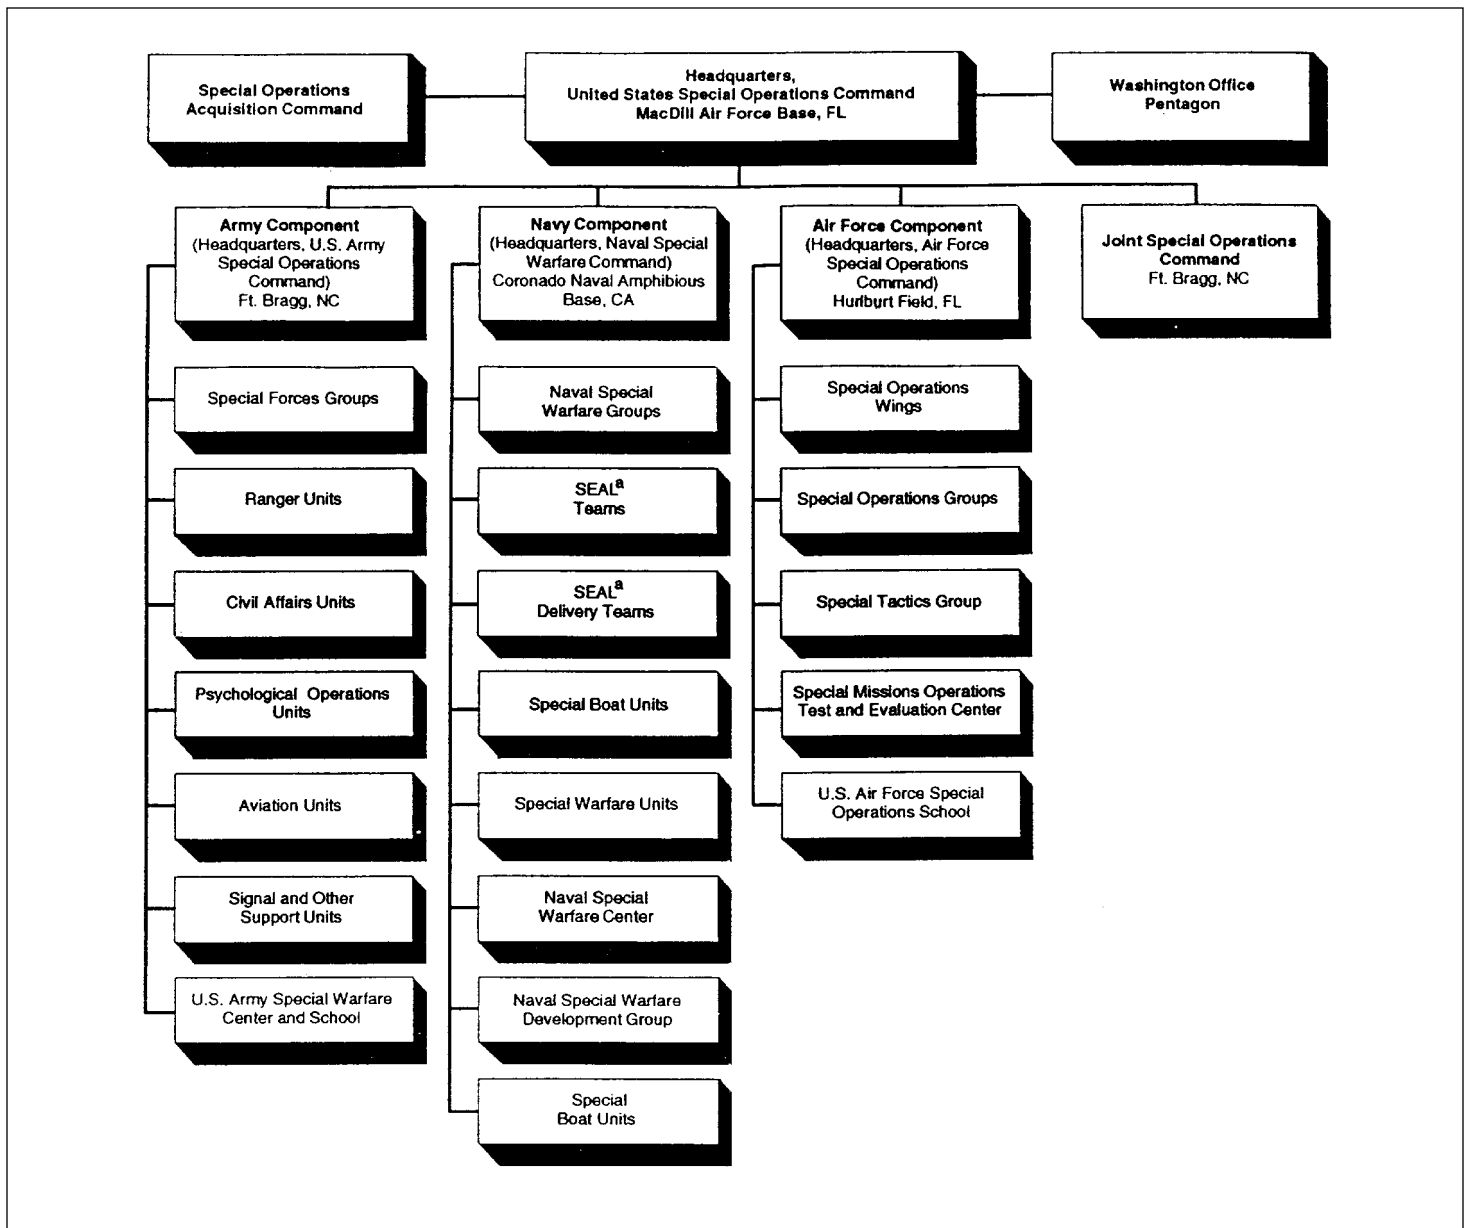 Special Operations
Acquisition Command
Headquarters,
United States Special Operations Command
MacDill Air Force Base, FL
Washington Office
Pentagon
Army Component
(Headquarters, U.S. Army
Special Operations
Command)
Ft. Bragg, NC
Special Forces Groups
Ranger Units
Civil Affairs Units
Psychological Operations
Units
Aviation Units
Signal and Other
Support Units
U.S. Army Special Warfare
Center and School
Navy Component
(Headquarters, Naval Special
Warfare Command)
Coronado Naval Amphibious
Base, CA
Naval Special
Warfare Groups
SEALa
Teams
SEALa
Delivery Teams
Special Boat Units
Special Warfare Units
Naval Special
Warfare Center
Naval Special Warfare
Development Group
Special
Boat Units
Air Force Component
(Headquarters, Air Force
Special Operations
Command)
Hurlburt Field, FL
Special Operations
Wings
Special Operations Groups
Special Tactics Group
Special Missions Operations
Test and Evaluation Center
U.S. Air Force Special
Operations School
Joint Special Operations
Command
Ft. Bragg, NC